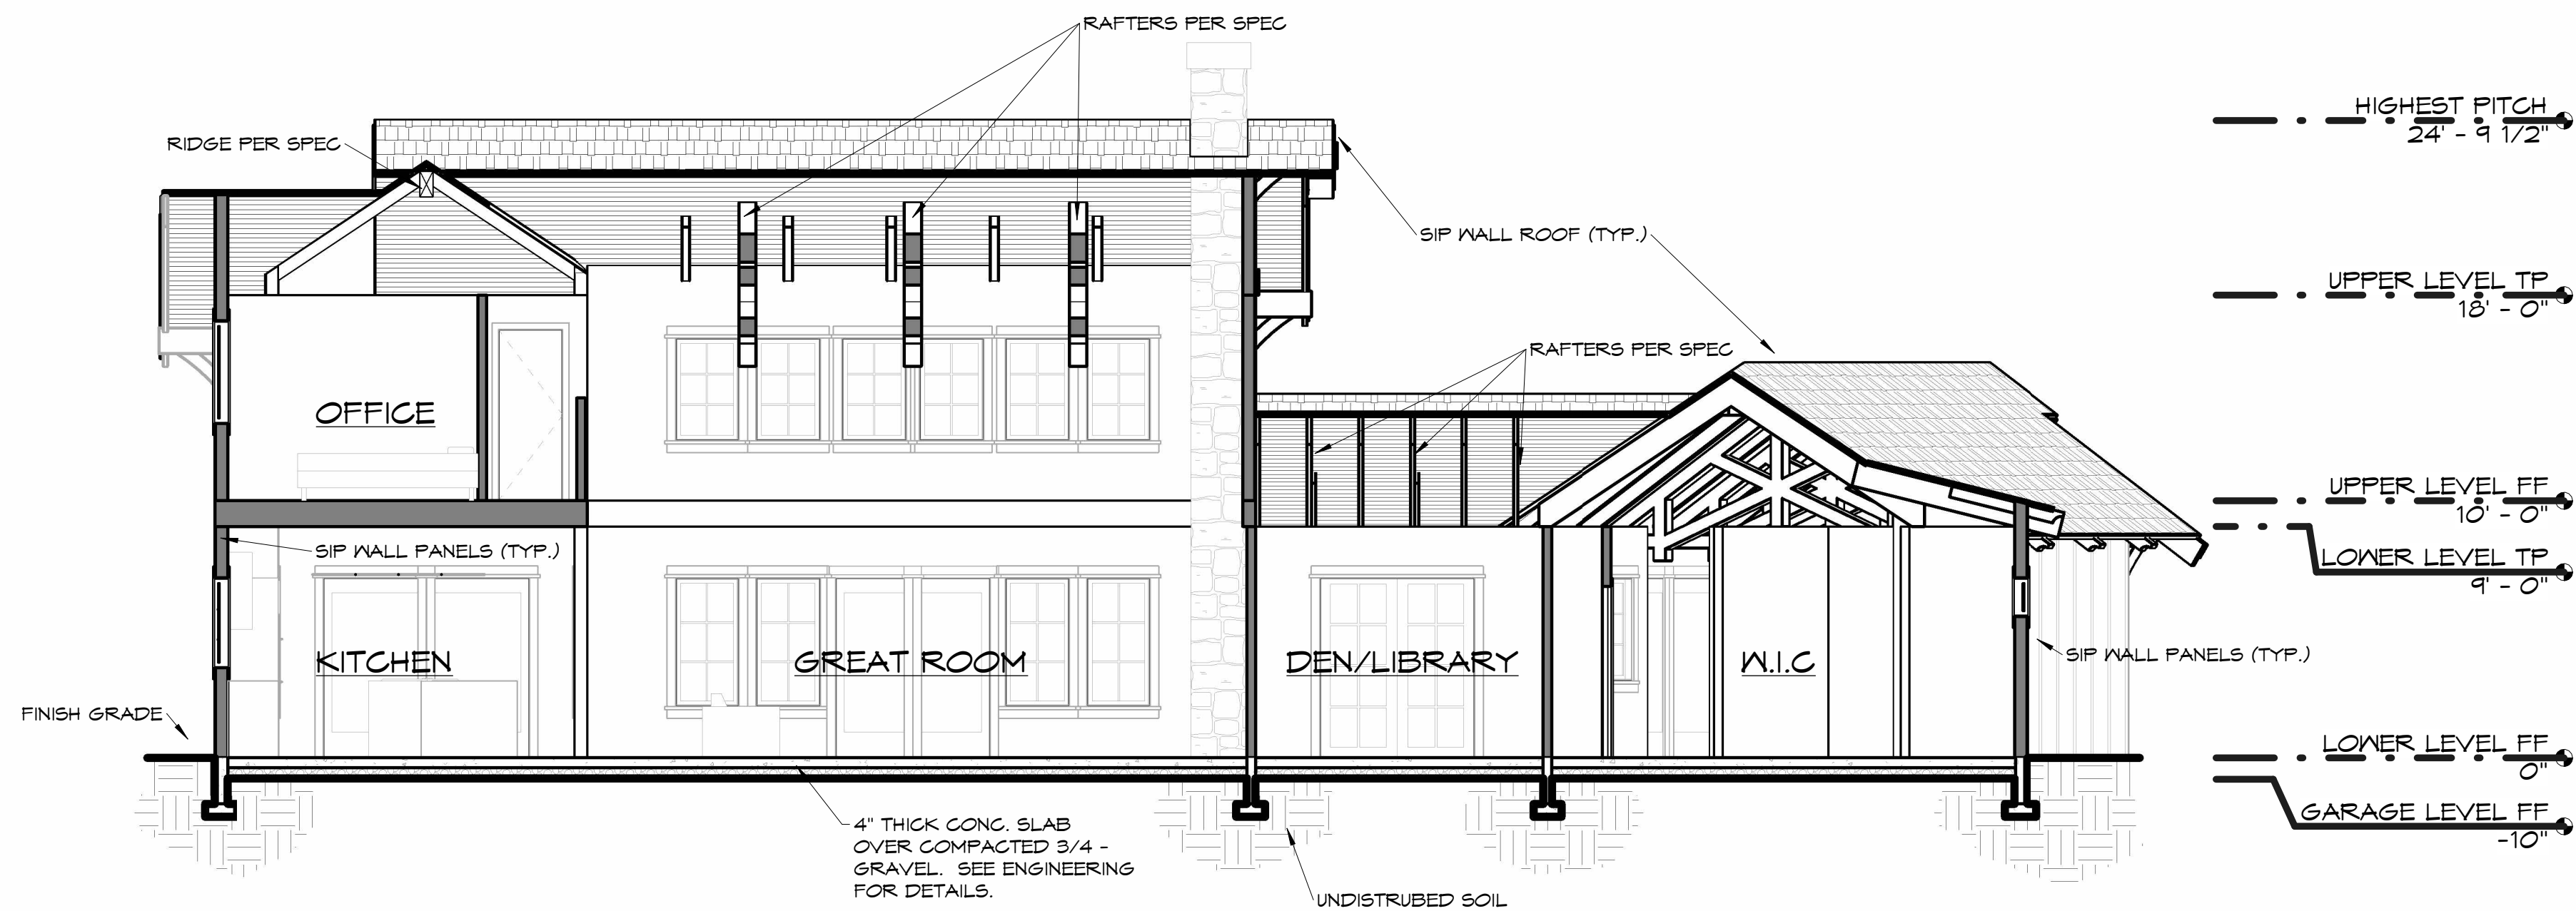 RAFTERS PER SPEC
HIGHEST PITCH
24' - 9 1/2"
RIDGE PER SPEC
SIP WALL ROOF (TYP.)
UPPER LEVEL TP
18' - 0"
RAFTERS PER SPEC
OFFICE
UPPER LEVEL FF
10' - 0"
SIP WALL PANELS (TYP.)
LOWER LEVEL TP
9' - 0"
KITCHEN
GREAT ROOM
DEN/LIBRARY
W.I.C
SIP WALL PANELS (TYP.)
FINISH GRADE
LOWER LEVEL FF
0"
GARAGE LEVEL FF
-10"
4" THICK CONC. SLAB
OVER COMPACTED 3/4 -
GRAVEL. SEE ENGINEERING
FOR DETAILS.
UNDISTRUBED SOIL